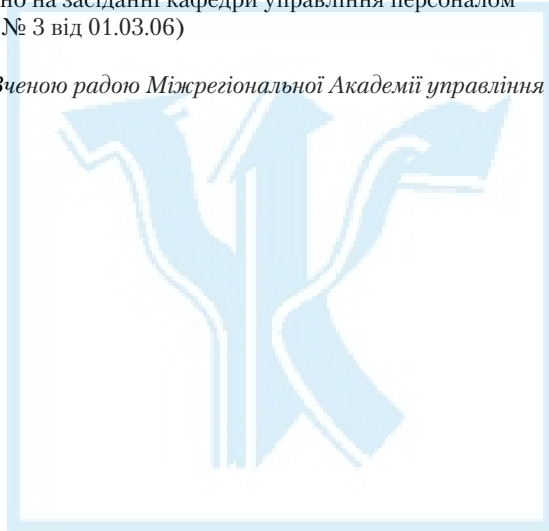 но на засіданні кафедри управління персоналом
№ 3 від 01.03.06)
Вченою радою Міжрегіональної Академії управління